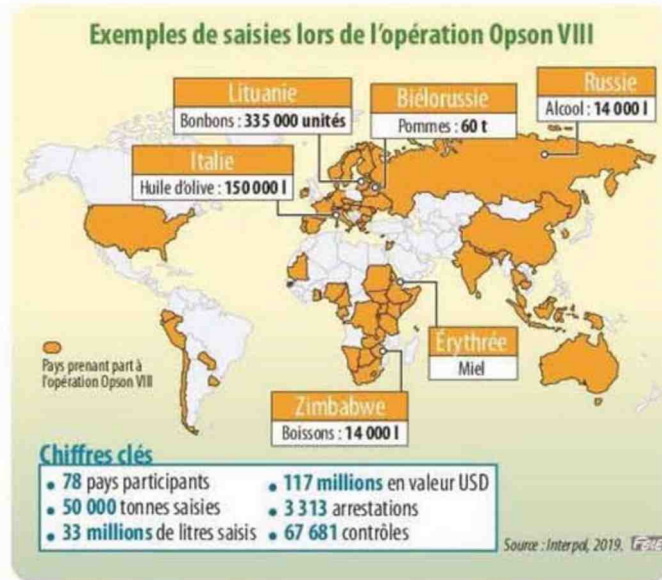 Exemples de saisies lors de l'opération Opson VIII
Lituanie
Bonbons : 335 000 unités
Biélorussie
Pommes : 60 t
Russie
Alcool : 14 000 l
Italie
Huile d'olive : 150 000 l
Érythrée
Miel
Zimbabwe
Boissons : 14 000 l
Pays prenant part à
l'opération Opson VIII
Chiffres clés
• 78 pays participants
• 50 000 tonnes saisies
• 33 millions de litres saisis
• 117 millions en valeur USD
• 3 313 arrestations
• 67 681 contrôles
Source : Interpol, 2019.